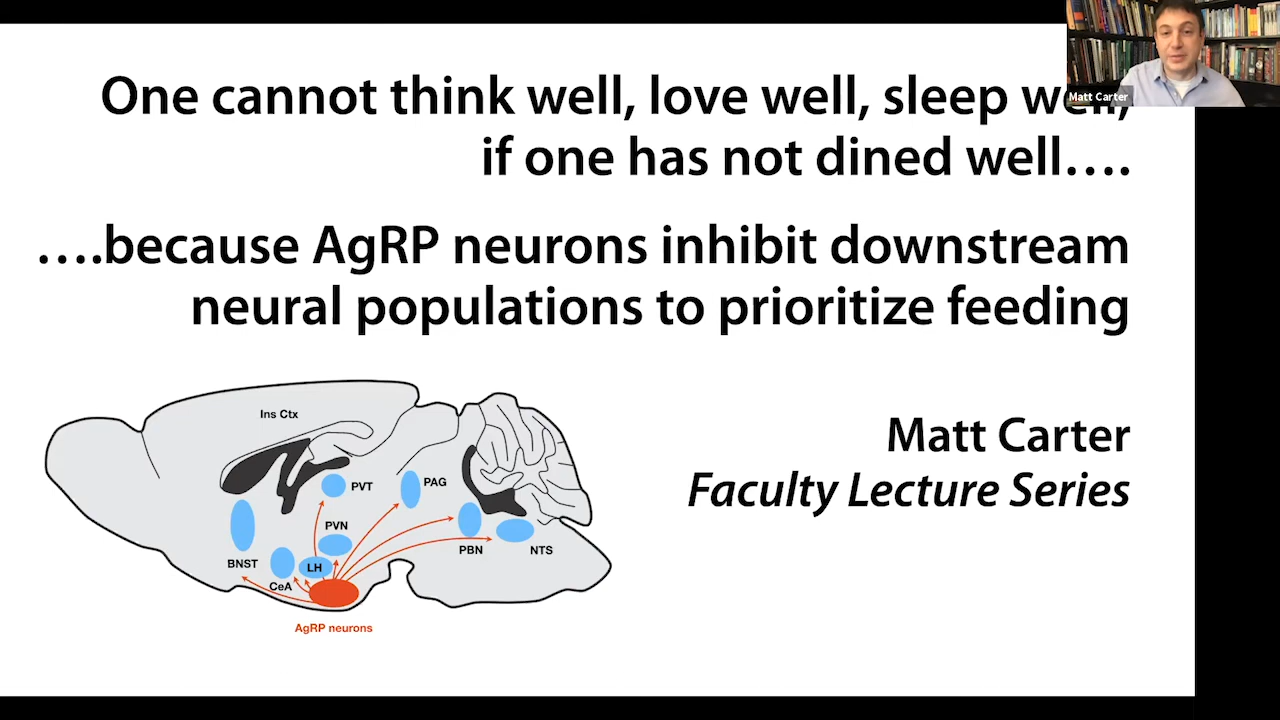 One cannot think well, love well, sleep well,
if one has not dined well….
….because AgRP neurons inhibit downstream
neural populations to prioritize feeding
Matt Carter
Faculty Lecture Series
Matt Carter
Ins Ctx
PVT
PAG
PVN
BNST
CeA
LH
PBN
NTS
AgRP neurons